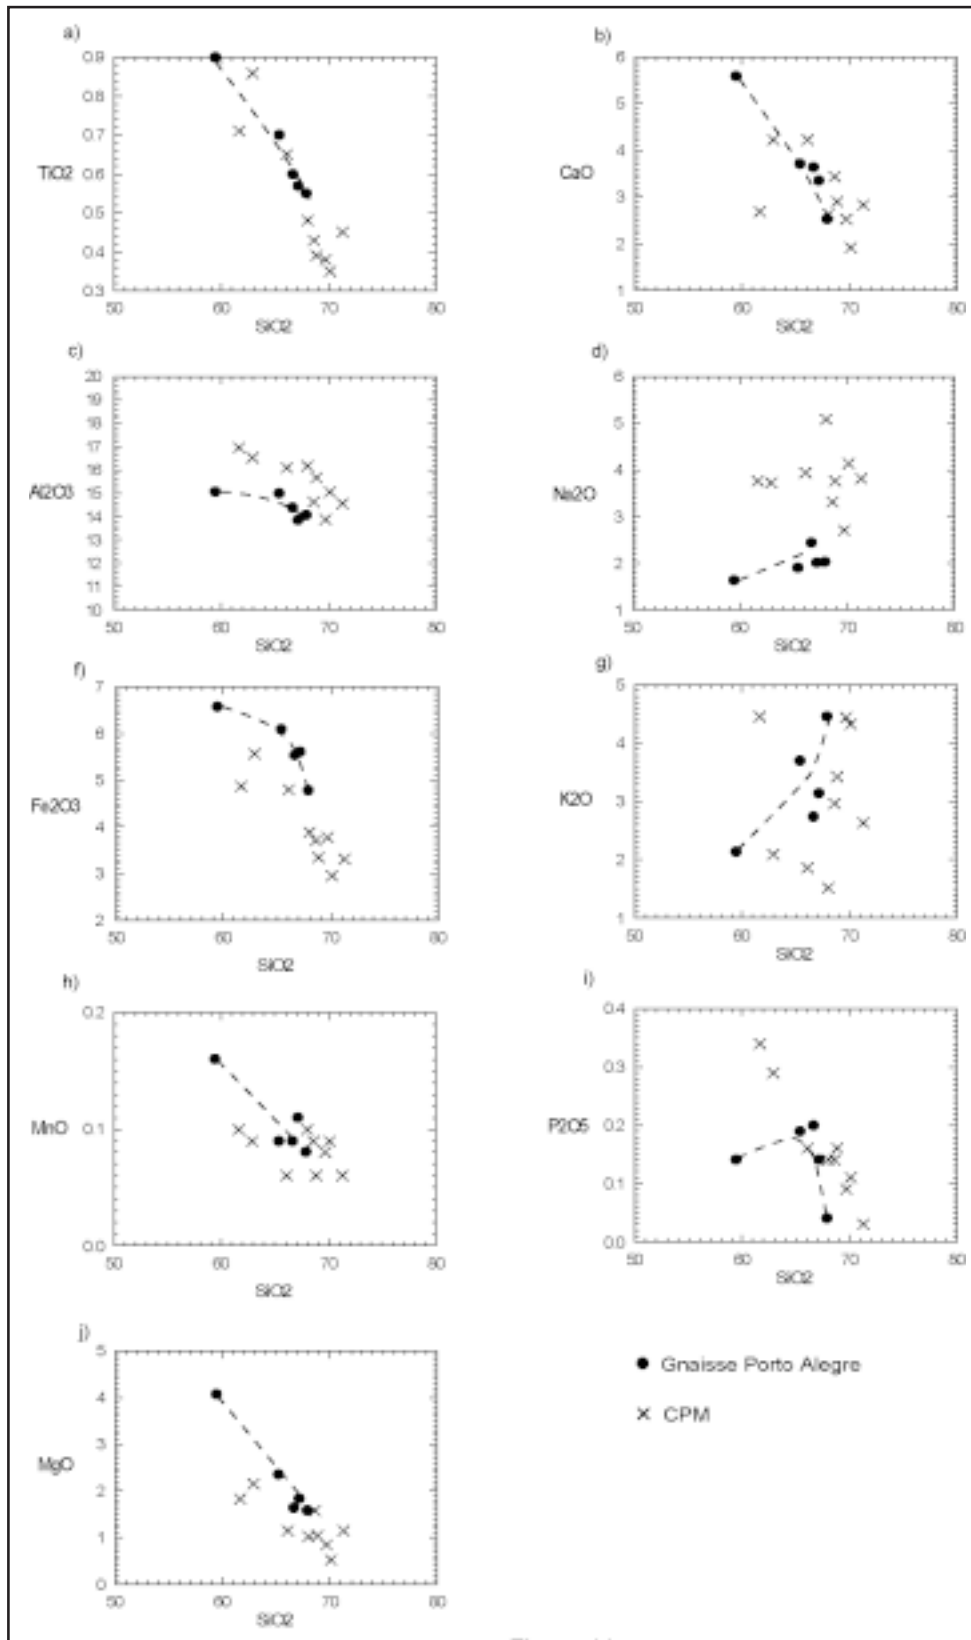 a)
0.9
0.8
0.7
0.6
0.5
0.4
0.3
TiO2
50 60 70 80
SiO2
b)
6
5
4
3
2
1
CaO
50 60 70 80
SiO2
c)
20
19
18
17
16
15
14
13
12
11
10
Al2O3
50 60 70 80
SiO2
d)
6
5
4
3
2
1
Na2O
50 60 70 80
SiO2
f)
7
6
5
4
3
2
Fe2O3
50 60 70 80
SiO2
g)
5
4
3
2
1
K2O
50 60 70 80
SiO2
h)
0.2
0.1
0.0
MnO
50 60 70 80
SiO2
i)
0.4
0.3
0.2
0.1
0.0
P2O5
50 60 70 80
SiO2
j)
5
4
3
2
1
0
MgO
50 60 70 80
SiO2
Gnaisse Porto Alegre
CPM